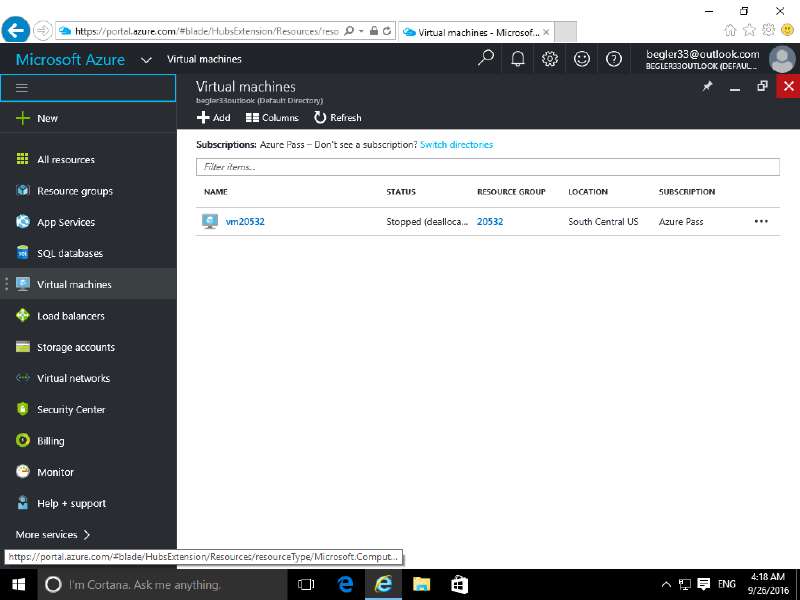 https://portal.azure.com/#blade/HubsExtension/Resources/reso
Virtual machines - Microsof...
Microsoft Azure
Virtual machines
begler33@outlook.com
BEGLER33OUTLOOK (DEFAUL...
Virtual machines
begler33outlook (Default Directory)
New
Add
Columns
Refresh
Subscriptions: Azure Pass – Don't see a subscription? Switch directories
Filter items...
NAME STATUS RESOURCE GROUP LOCATION SUBSCRIPTION
vm20532 Stopped (dealloca... 20532 South Central US Azure Pass
All resources
Resource groups
App Services
SQL databases
Virtual machines
Load balancers
Storage accounts
Virtual networks
Security Center
Billing
Monitor
Help + support
More services
https://portal.azure.com/#blade/HubsExtension/Resources/resourceType/Microsoft.Comput...
I'm Cortana. Ask me anything.
ENG
4:18 AM
9/26/2016